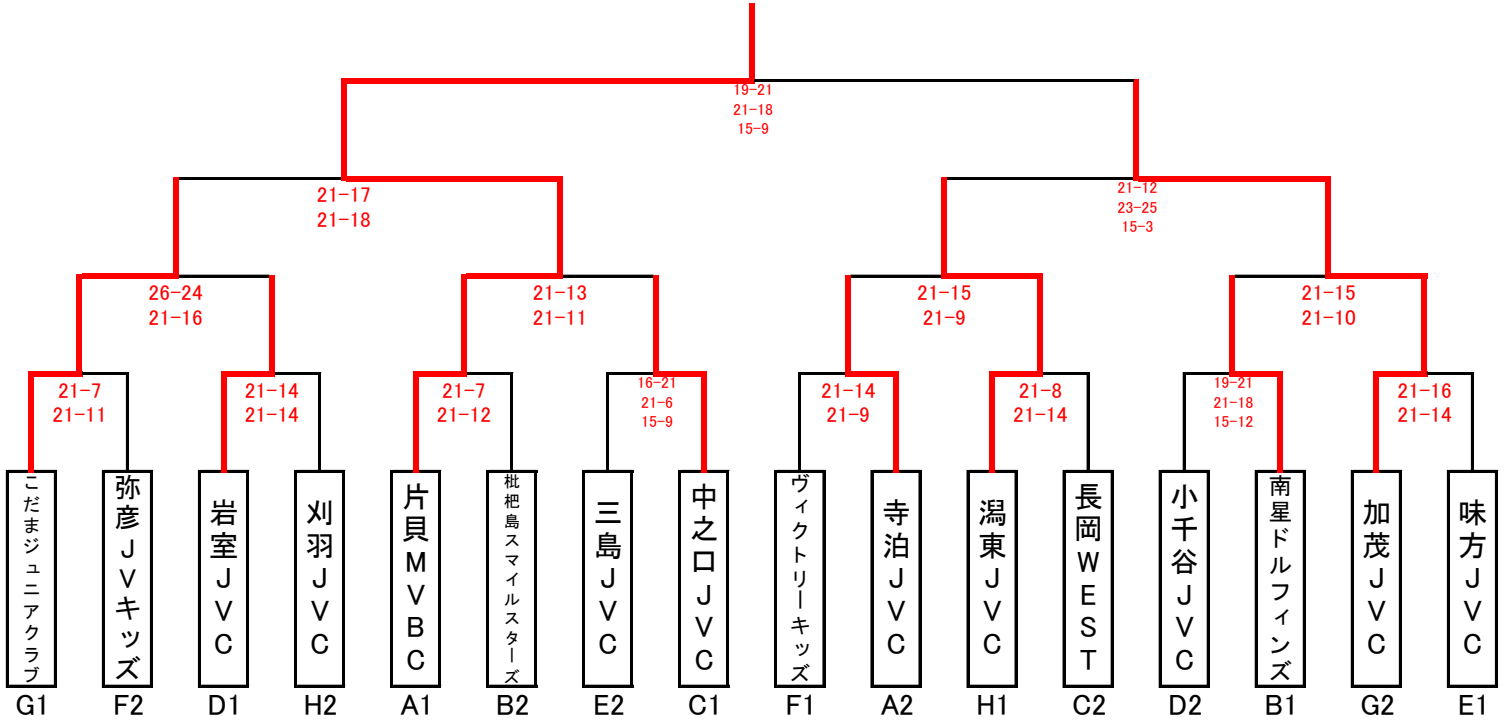 19-21
21-18
15-9
21-17
21-18
21-12
23-25
15-3
26-24
21-16
21-13
21-11
21-15
21-9
21-15
21-10
21-7
21-11
21-14
21-14
21-7
21-12
16-21
21-6
15-9
21-14
21-9
21-8
21-14
19-21
21-18
15-12
21-16
21-14
こだまジュニアクラブ
弥彦JVキッズ
岩室JVC
刈羽JVC
片貝MVBC
枇杷島スマイルスターズ
三島JVC
中之口JVC
ヴィクトリーキッズ
寺泊JVC
潟東JVC
長岡WEST
小千谷JVC
南星ドルフィンズ
加茂JVC
味方JVC
G1 F2 D1 H2 A1 B2 E2 C1 F1 A2 H1 C2 D2 B1 G2 E1